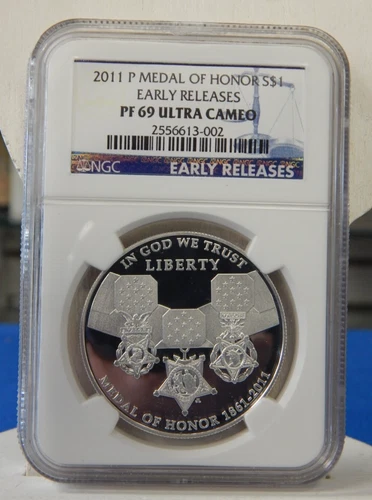 2011 P MEDAL OF HONOR S$1
EARLY RELEASES
PF 69 ULTRA CAMEO
2556613-002
NGC EARLY RELEASES
IN GOD WE TRUST
LIBERTY
MEDAL OF HONOR 1861-2011